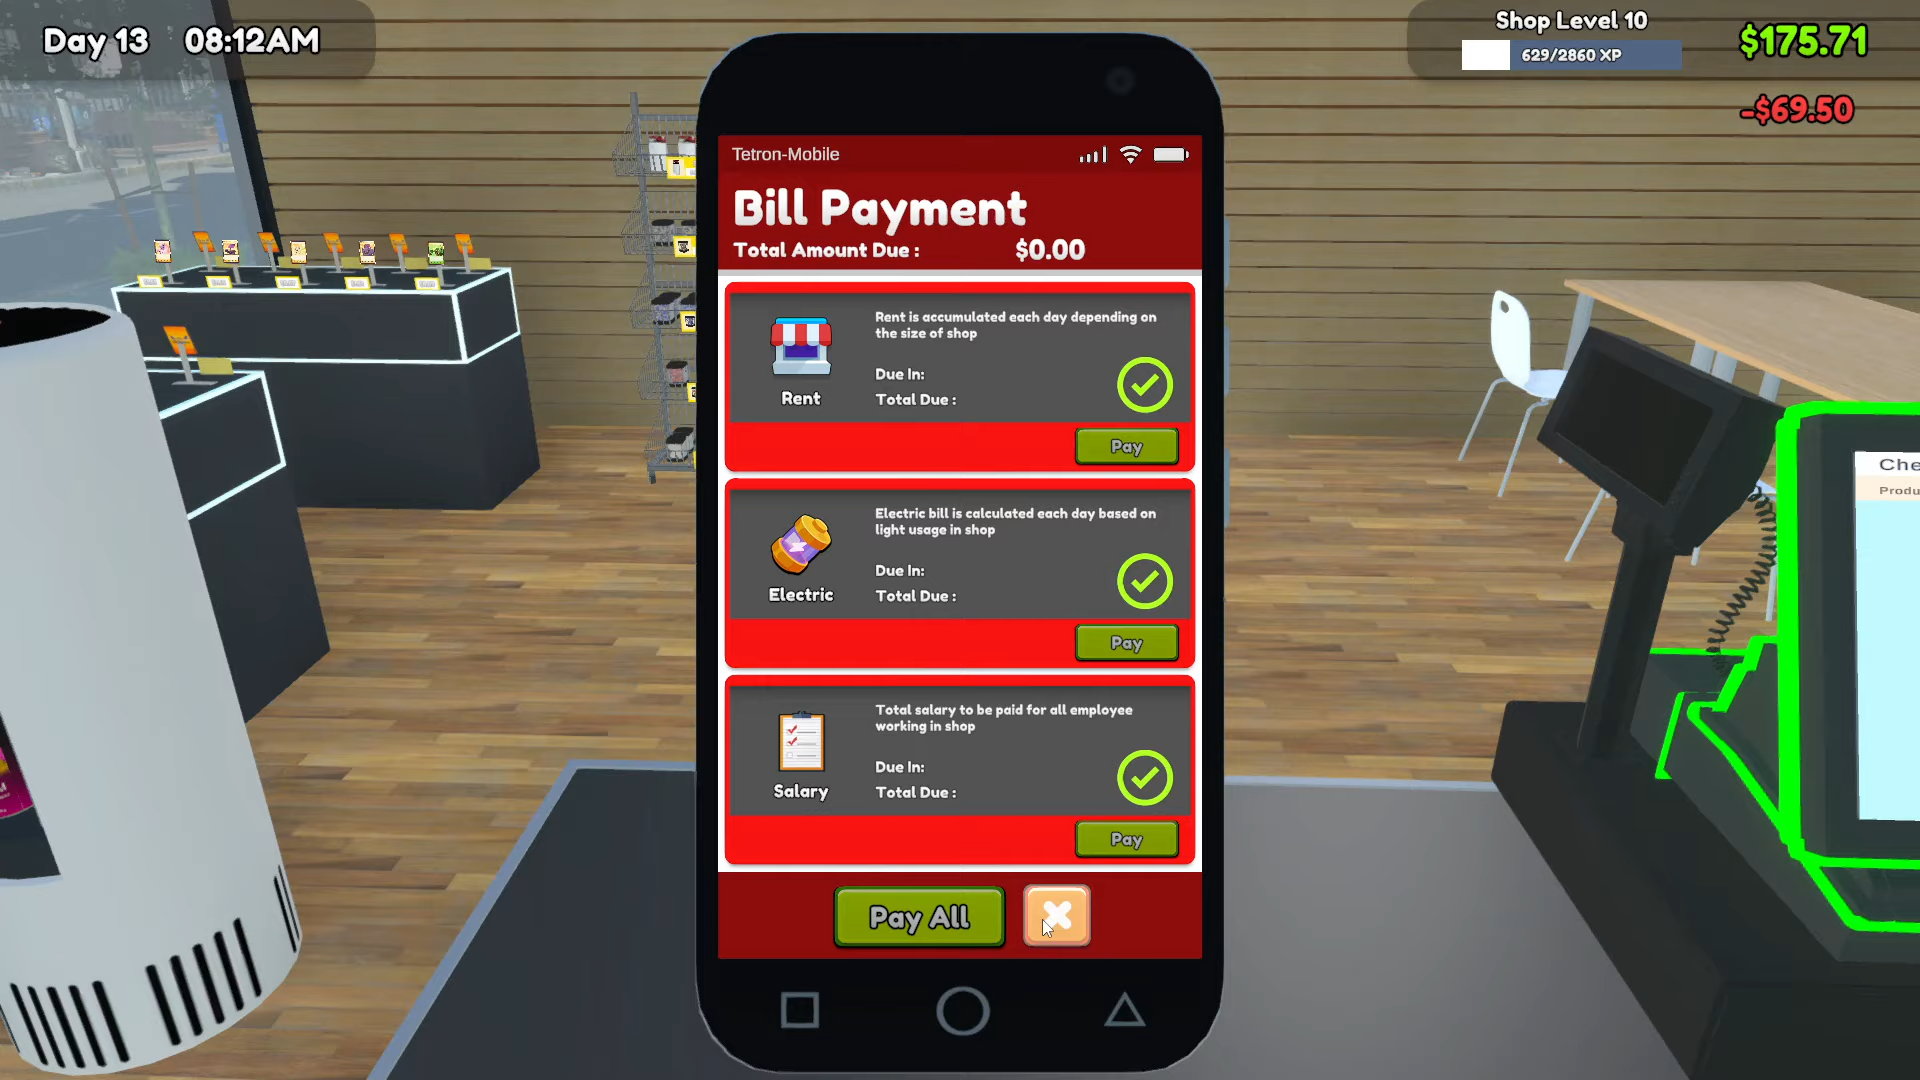 Day 13 08:12AM
Shop Level 10
629/2860 XP
$175.71
-$69.50
Tetron-Mobile
Bill Payment
Total Amount Due : $0.00
Rent is accumulated each day depending on
the size of shop
Due In:
Total Due :
Rent
Pay
Electric bill is calculated each day based on
light usage in shop
Due In:
Total Due :
Electric
Pay
Total salary to be paid for all employee
working in shop
Due In:
Total Due :
Salary
Pay
Pay All
Che
Produ